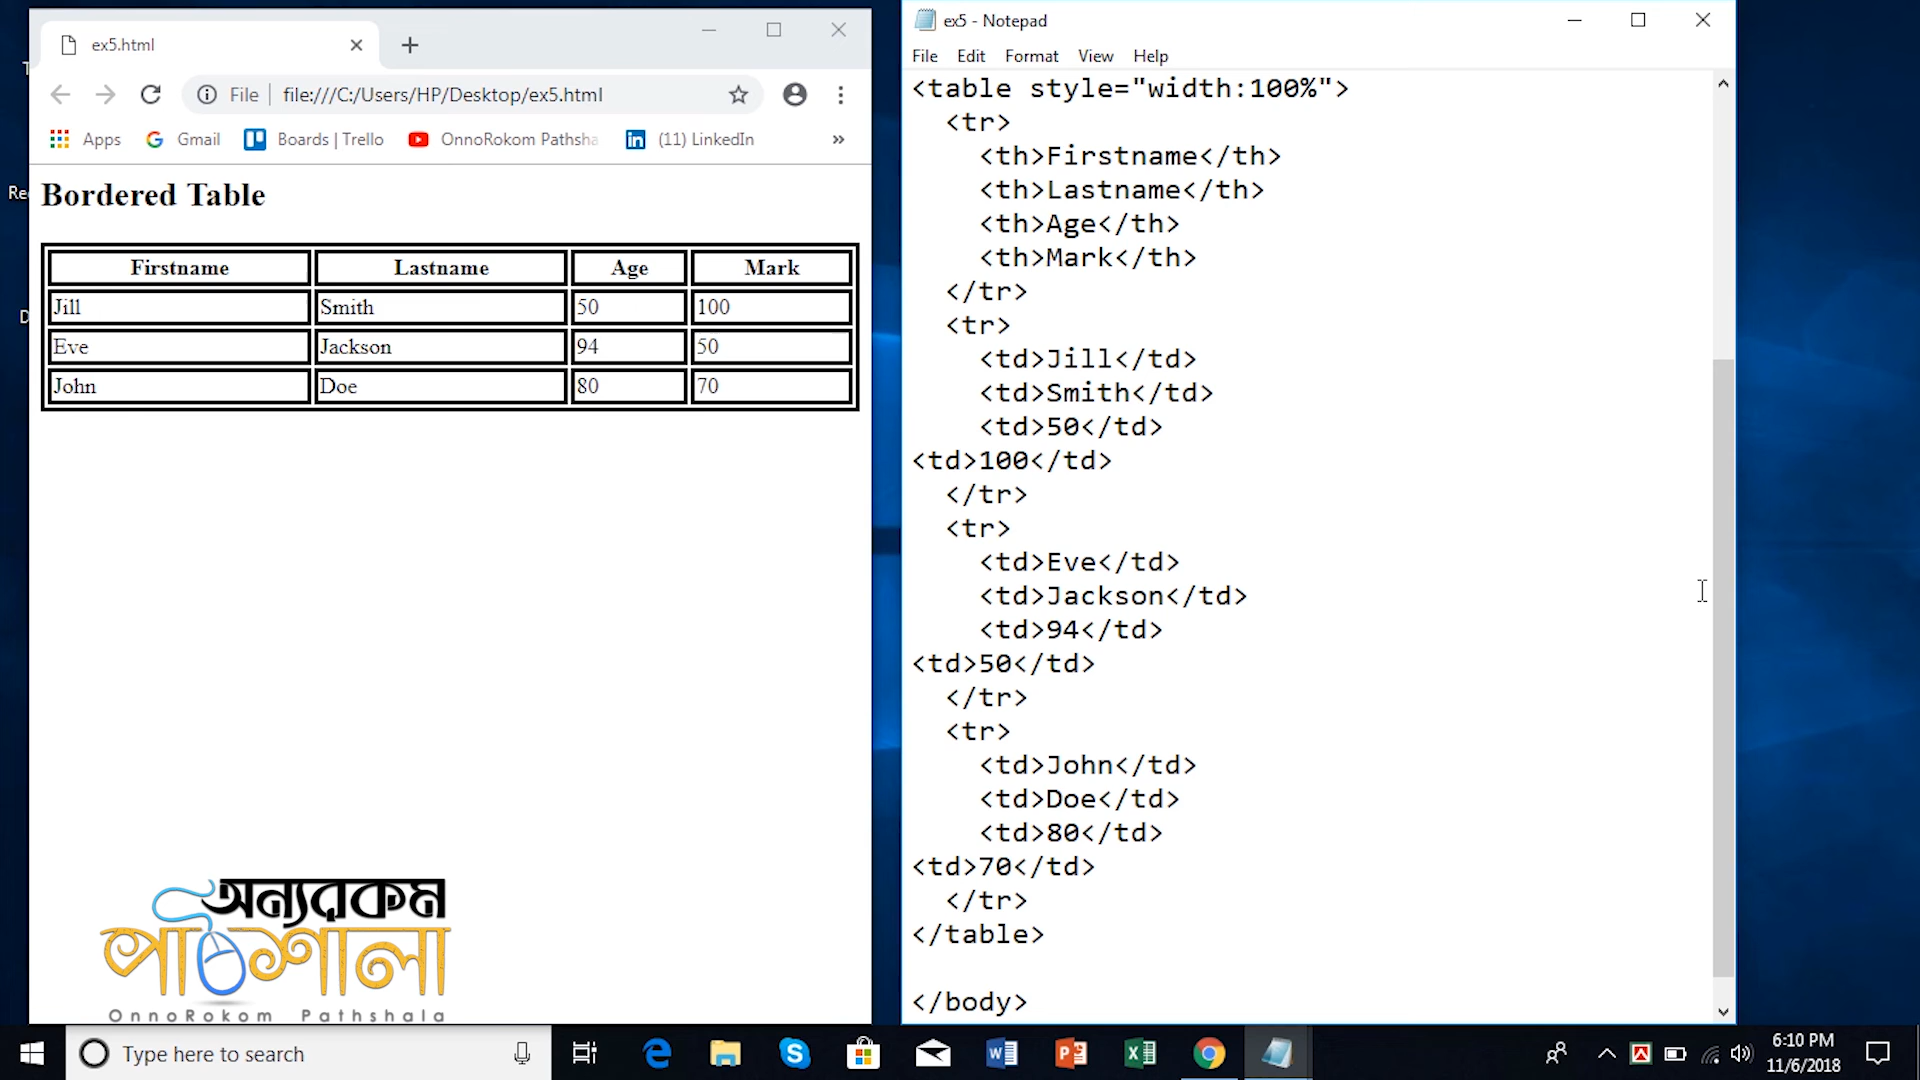 ex5.html
File
file:///C:/Users/HP/Desktop/ex5.html
Apps
Gmail
Boards | Trello
OnnoRokom Pathsha
(11) LinkedIn
»
Bordered Table
Firstname Lastname Age Mark
Jill Smith 50 100
Eve Jackson 94 50
John Doe 80 70
অন্যরকম
পাঠশালা
OnnoRokom Pathshala
ex5 - Notepad
File Edit Format View Help
<table style="width:100%">
<tr>
<th>Firstname</th>
<th>Lastname</th>
<th>Age</th>
<th>Mark</th>
</tr>
<tr>
<td>Jill</td>
<td>Smith</td>
<td>50</td>
<td>100</td>
</tr>
<tr>
<td>Eve</td>
<td>Jackson</td>
<td>94</td>
<td>50</td>
</tr>
<tr>
<td>John</td>
<td>Doe</td>
<td>80</td>
<td>70</td>
</tr>
</table>
</body>
Type here to search
6:10 PM
11/6/2018